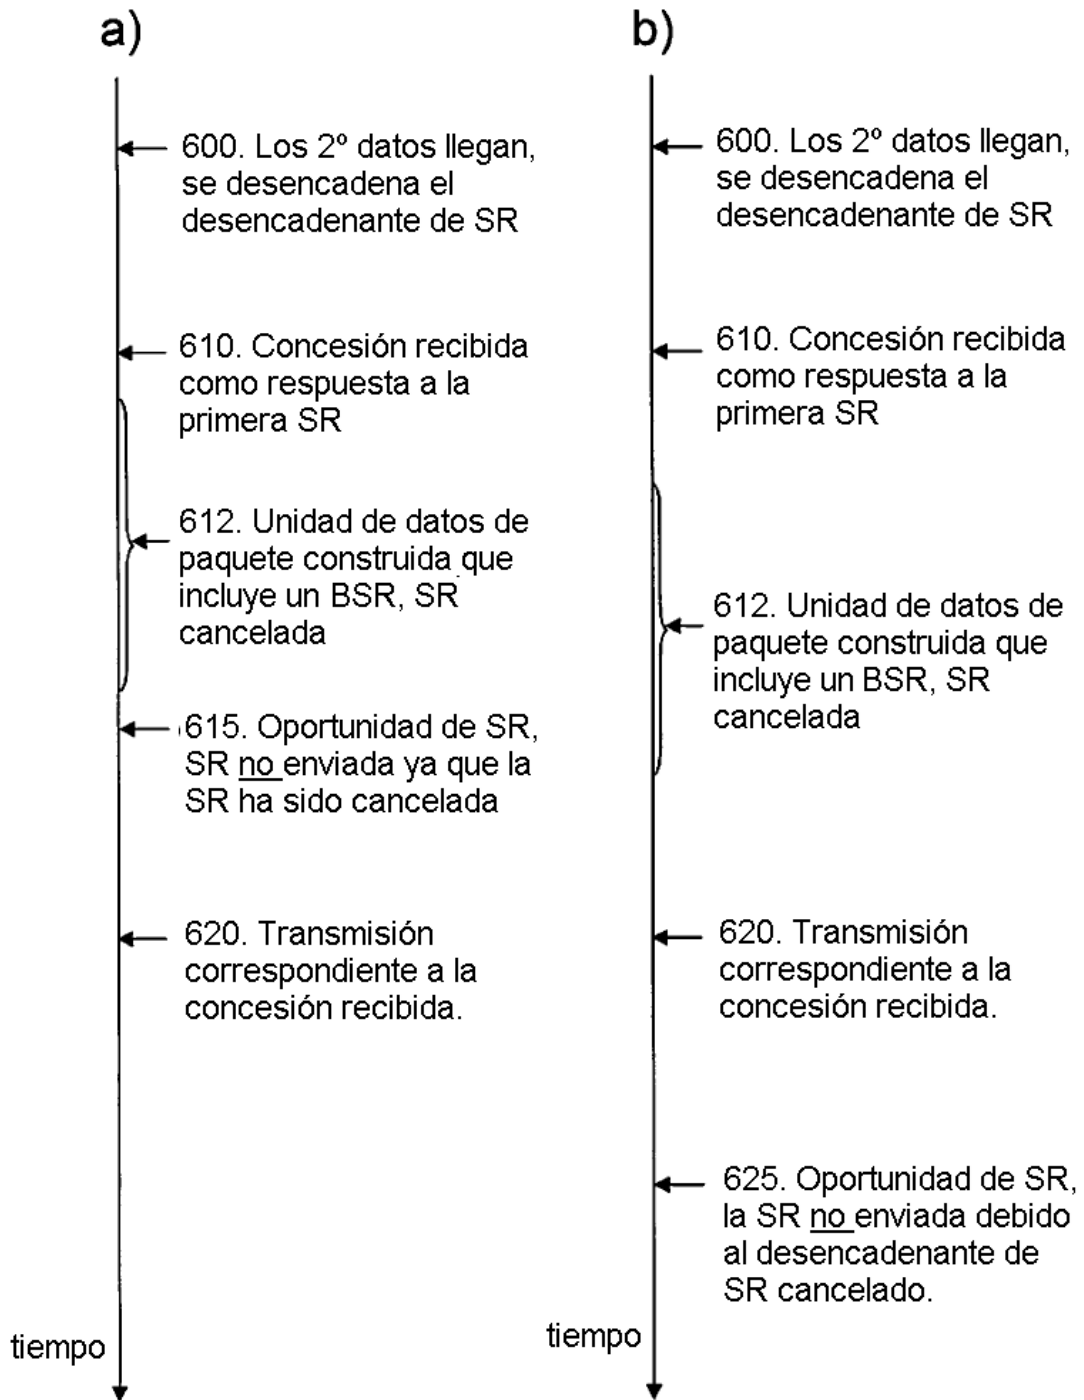 a)
600. Los 2º datos llegan,
se desencadena el
desencadenante de SR
610. Concesión recibida
como respuesta a la
primera SR
612. Unidad de datos de
paquete construida que
incluye un BSR, SR
cancelada
615. Oportunidad de SR,
SR no enviada ya que la
SR ha sido cancelada
620. Transmisión
correspondiente a la
concesión recibida.
tiempo
b)
600. Los 2º datos llegan,
se desencadena el
desencadenante de SR
610. Concesión recibida
como respuesta a la
primera SR
612. Unidad de datos de
paquete construida que
incluye un BSR, SR
cancelada
620. Transmisión
correspondiente a la
concesión recibida.
625. Oportunidad de SR,
la SR no enviada debido
al desencadenante de
SR cancelado.
tiempo